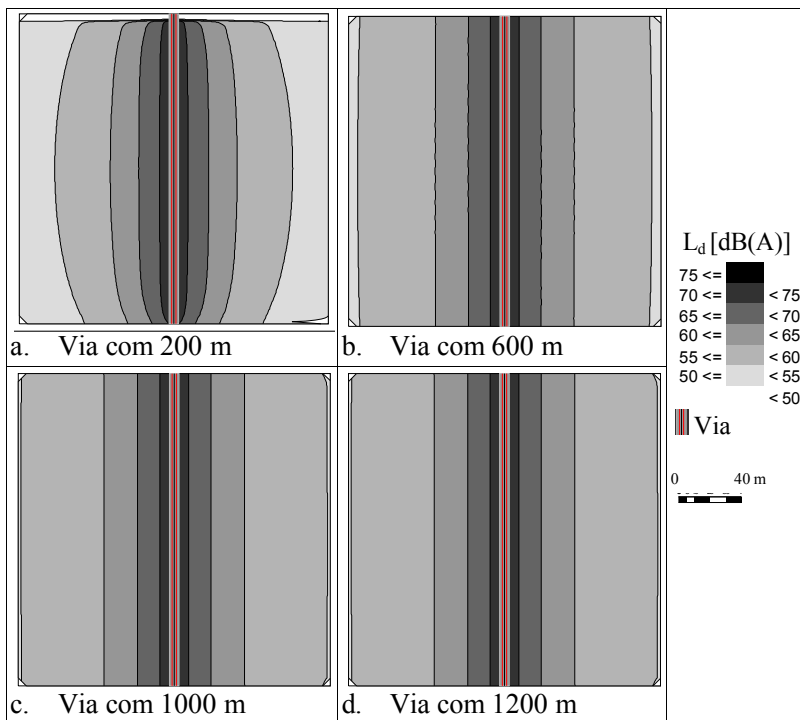 a. Via com 200 m
b. Via com 600 m
c. Via com 1000 m
d. Via com 1200 m
Ld [dB(A)]
75 <=
70 <= < 75
65 <= < 70
60 <= < 65
55 <= < 60
50 <= < 55
< 50
Via
0 40 m